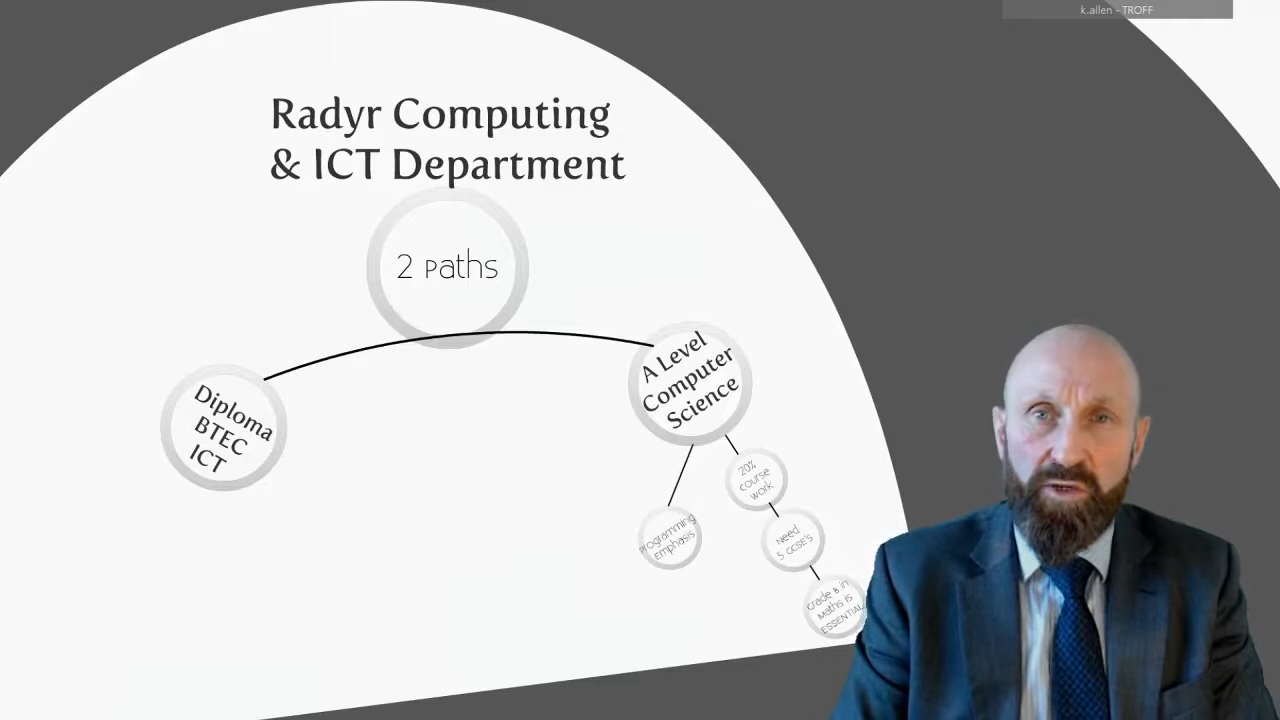 k.allen - TROFF
Radyr Computing
& ICT Department
2 paths
Diploma
BTEC
ICT
A Level
Computer
Science
20%
course
work
Programming
Emphasis
Need
5 GCSE's
Grade B in
Maths is
ESSENTIAL